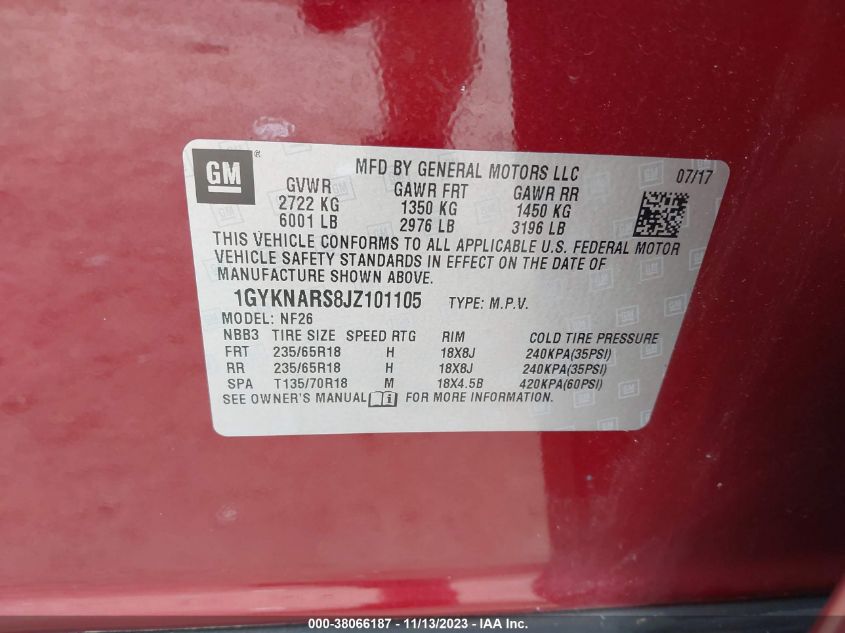 GM ®
MFD BY GENERAL MOTORS LLC
07/17
GVWR GAWR FRT GAWR RR
2722 KG 1350 KG 1450 KG
6001 LB 2976 LB 3196 LB
THIS VEHICLE CONFORMS TO ALL APPLICABLE U.S. FEDERAL MOTOR
VEHICLE SAFETY STANDARDS IN EFFECT ON THE DATE OF
MANUFACTURE SHOWN ABOVE.
1GYKNARS8JZ101105 TYPE: M.P.V.
MODEL: NF26
NBB3 TIRE SIZE SPEED RTG RIM COLD TIRE PRESSURE
FRT 235/65R18 H 18X8J 240KPA(35PSI)
RR 235/65R18 H 18X8J 240KPA(35PSI)
SPA T135/70R18 M 18X4.5B 420KPA(60PSI)
SEE OWNER'S MANUAL FOR MORE INFORMATION.
000-38066187 - 11/13/2023 - IAA Inc.